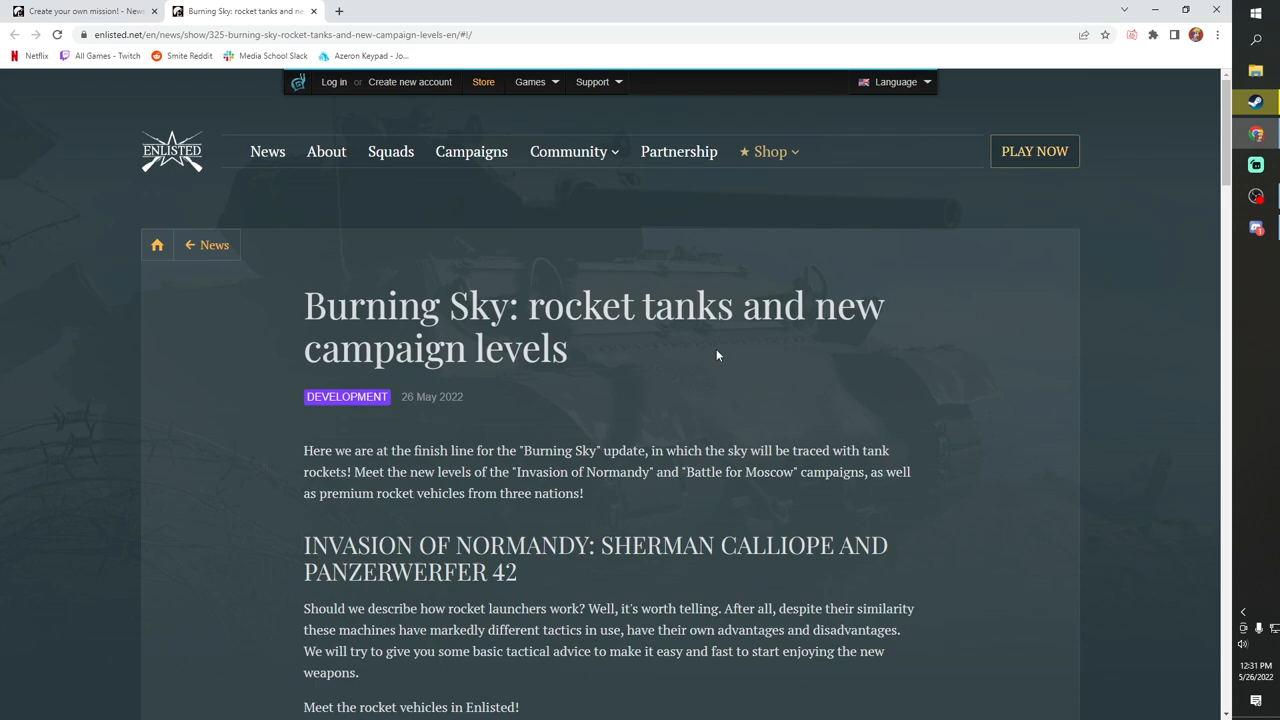 Create your own mission! - News
Burning Sky: rocket tanks and ne
enlisted.net/en/news/show/325-burning-sky-rocket-tanks-and-new-campaign-levels-en/#!/
Netflix
All Games - Twitch
Smite Reddit
Media School Slack
Azeron Keypad - Jo...
Log in or Create new account
Store
Games
Support
Language
ENLISTED
News
About
Squads
Campaigns
Community
Partnership
★ Shop
PLAY NOW
← News
Burning Sky: rocket tanks and new
campaign levels
DEVELOPMENT 26 May 2022
Here we are at the finish line for the "Burning Sky" update, in which the sky will be traced with tank
rockets! Meet the new levels of the "Invasion of Normandy" and "Battle for Moscow" campaigns, as well
as premium rocket vehicles from three nations!
INVASION OF NORMANDY: SHERMAN CALLIOPE AND
PANZERWERFER 42
Should we describe how rocket launchers work? Well, it's worth telling. After all, despite their similarity
these machines have markedly different tactics in use, have their own advantages and disadvantages.
We will try to give you some basic tactical advice to make it easy and fast to start enjoying the new
weapons.
Meet the rocket vehicles in Enlisted!
12:31 PM
5/26/2022